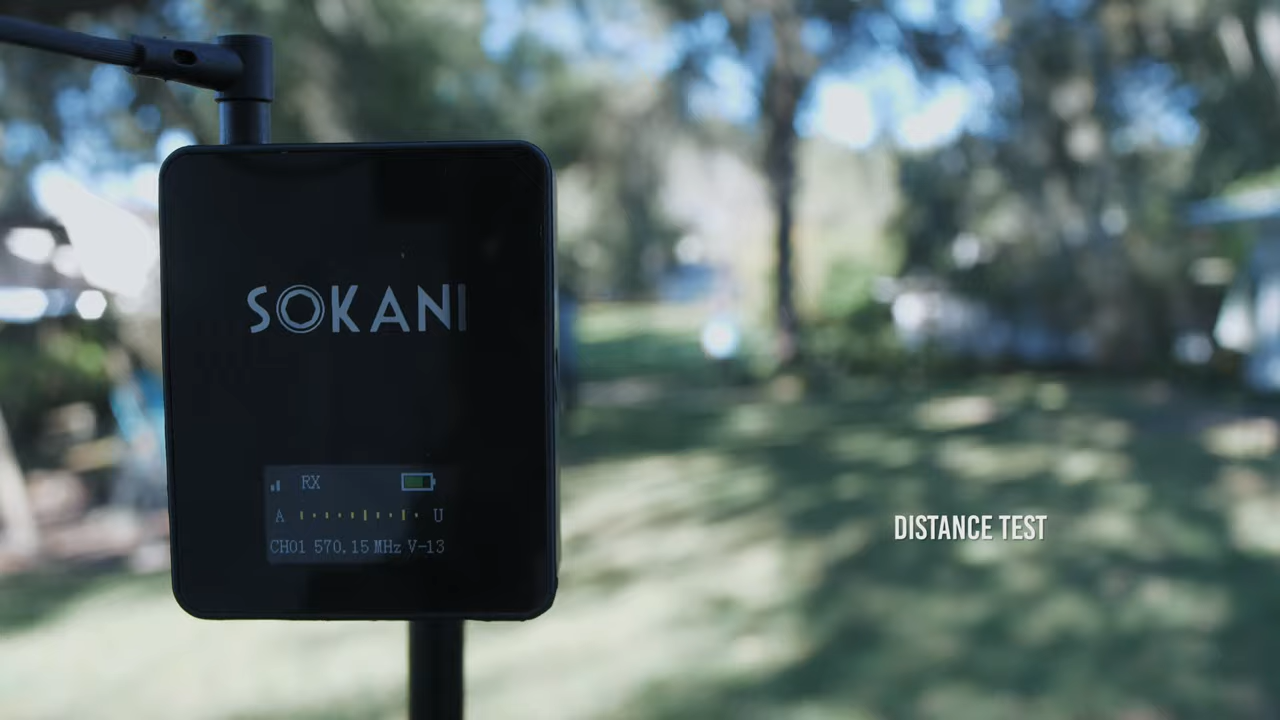 SOKANI
RX
A U
CH01 570.15 MHz V-13
DISTANCE TEST